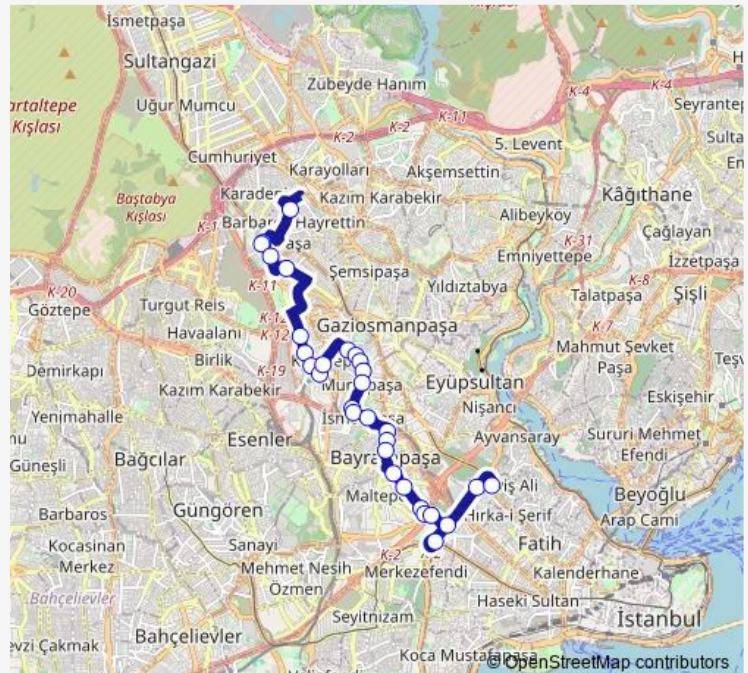 İsmetpaşa
Sultangazi
Zübeyde Hanım
Uğur Mumcu
K-4
K-4
K-11
K-2
K-2
Seyrantep
artaltepe
Kışlası
Cumhuriyet
5. Levent
Karayolları
Akşemsettin
Kazım Karabekir
Kâğıthane
Baştabya
Kışlası
K-1
Hayrettin
Alibeyköy
Çağlayan
K-31
Emniyettepe
İzzetpaşa
K-20
K-11
Şemsipaşa
Yıldıztabya
K-8
Göztepe
Turgut Reis
Talatpaşa
Şişli
Havaalanı
Gaziosmanpaşa
K-7
Birlik
Mahmut Şevket
Paşa
Demirkapı
K-19
Kazım Karabekir
Eyüpsultan
Eskişehir
Yenimahalle
Nişancı
Esenler
Ayvansaray
Sururi Mehmet
Efendi
Güneşli
Bağcılar
Beyoğlu
Barbaros
Güngören
Hırka-i Şerif
Arap Cami
Kocasinan
Merkez
Sanayi
K-2
Fatih
Mehmet Nesih
Özmen
Merkezefendi
Kalenderhane
Bahçelievler
Haseki Sultan
Seyitnizam
İstanbul
Bahçelievler
evzi Çakmak
Koca Mustafapaşa
© OpenStreetMap contributors